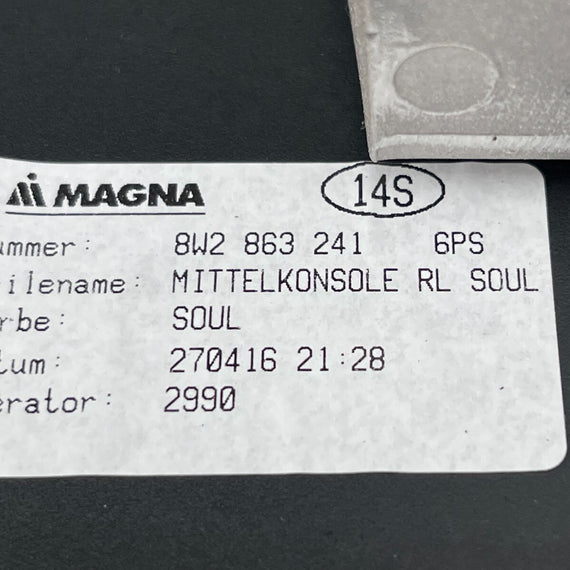 MAGNA 14S
ummer: 8W2 863 241 6PS
ilename: MITTELKONSOLE RL SOUL
rbe: SOUL
tum: 270416 21:28
erator: 2990